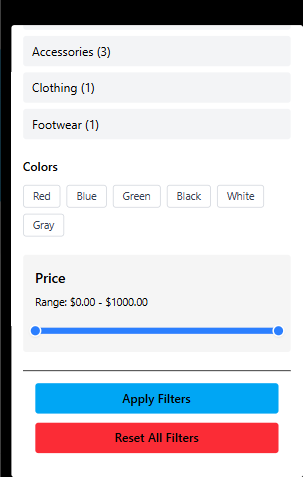 Accessories (3)
Clothing (1)
Footwear (1)
Colors
Red Blue Green Black White
Gray
Price
Range: $0.00 - $1000.00
Apply Filters
Reset All Filters